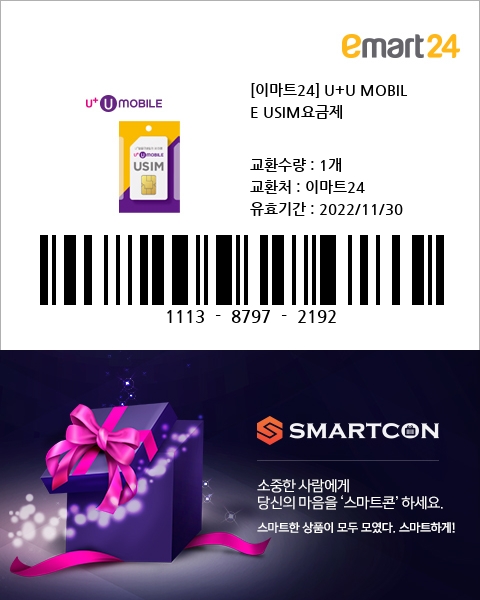 emart24
[이마트24] U+U MOBIL
E USIM요금제
U+ U MOBILE
U+ U MOBILE
USIM
교환수량 : 1개
교환처 : 이마트24
유효기간 : 2022/11/30
1113 - 8797 - 2192
SMARTCON
소중한 사람에게
당신의 마음을 ‘스마트콘’ 하세요.
스마트한 상품이 모두 모였다. 스마트하게!